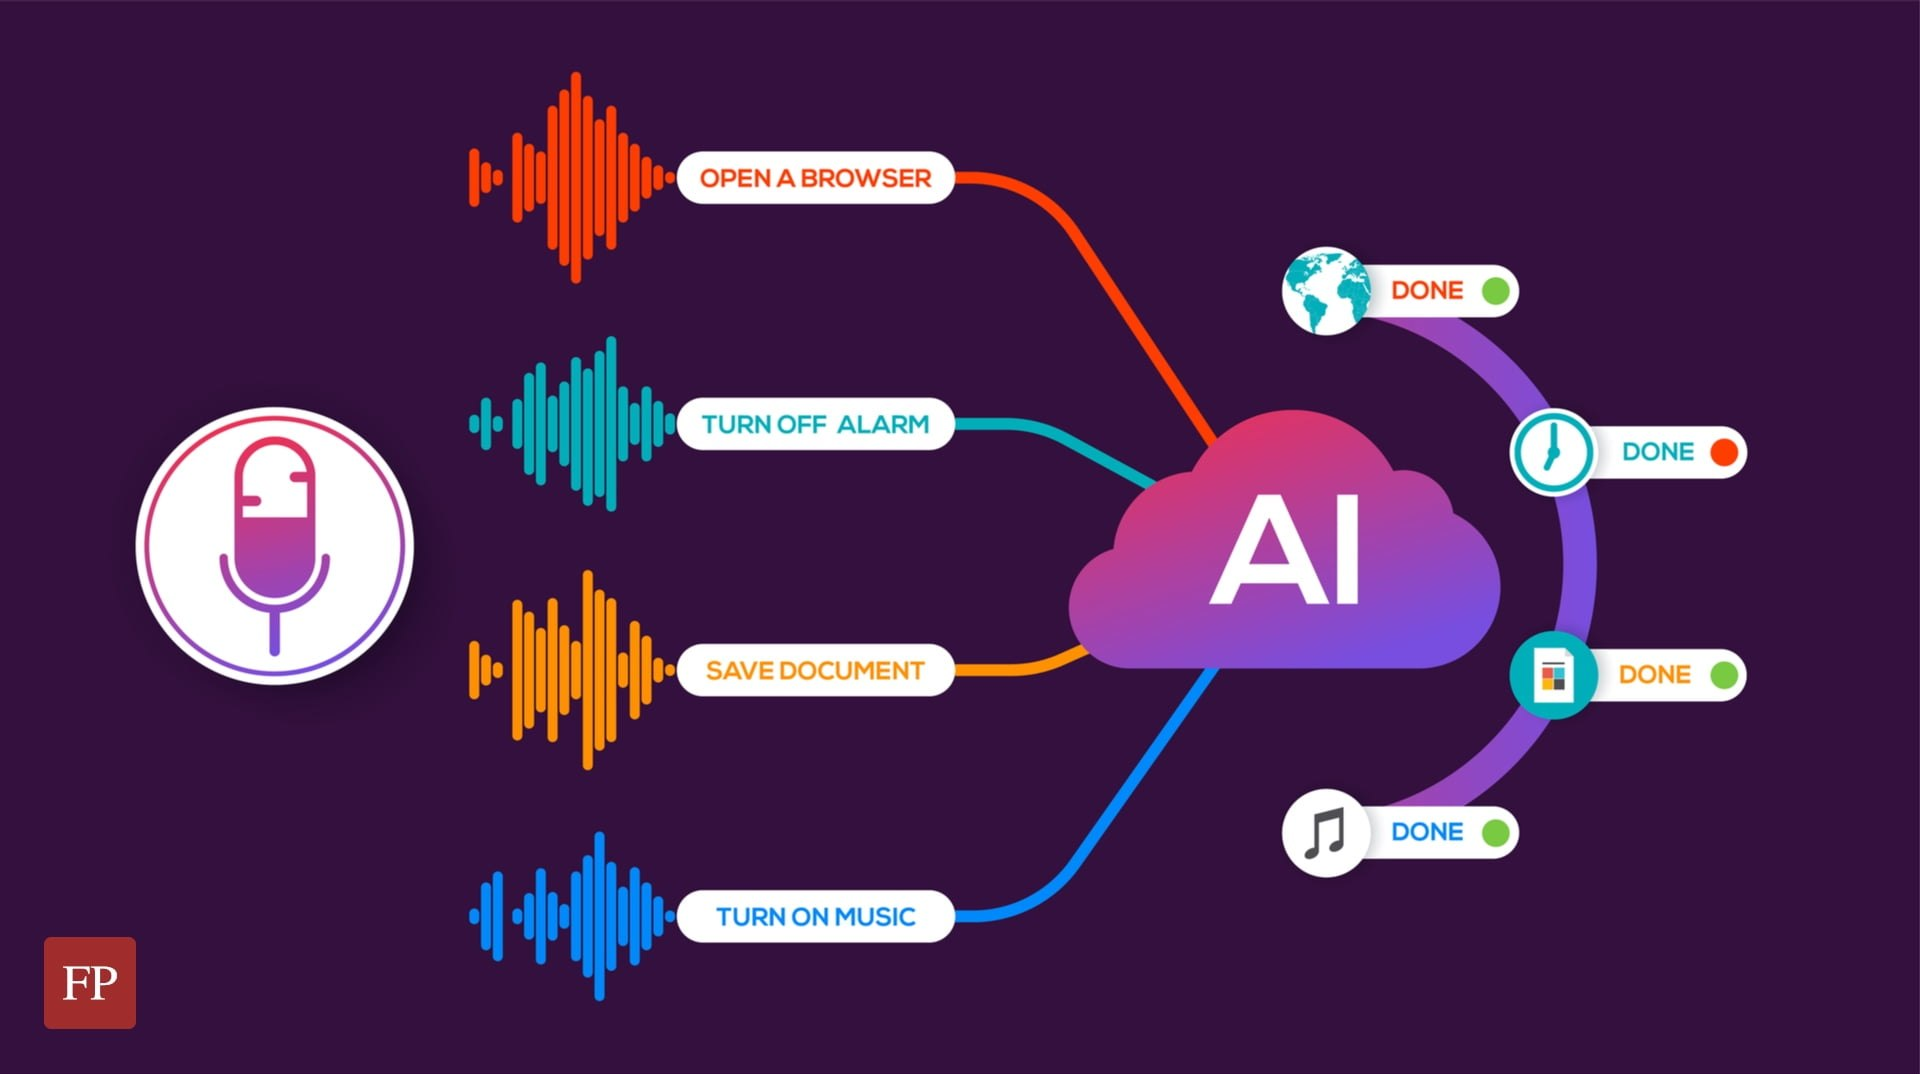 OPEN A BROWSER
TURN OFF ALARM
SAVE DOCUMENT
TURN ON MUSIC
AI
DONE
DONE
DONE
DONE
FP